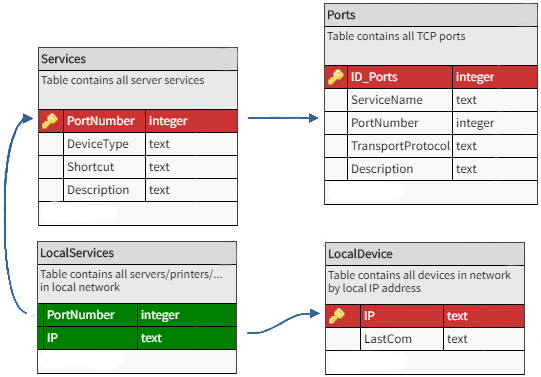 Services
Table contains all server services
PortNumber integer
DeviceType text
Shortcut text
Description text
Ports
Table contains all TCP ports
ID_Ports integer
ServiceName text
PortNumber integer
TransportProtocol text
Description text
LocalServices
Table contains all servers/printers/...
in local network
PortNumber integer
IP text
LocalDevice
Table contains all devices in network
by local IP address
IP text
LastCom text